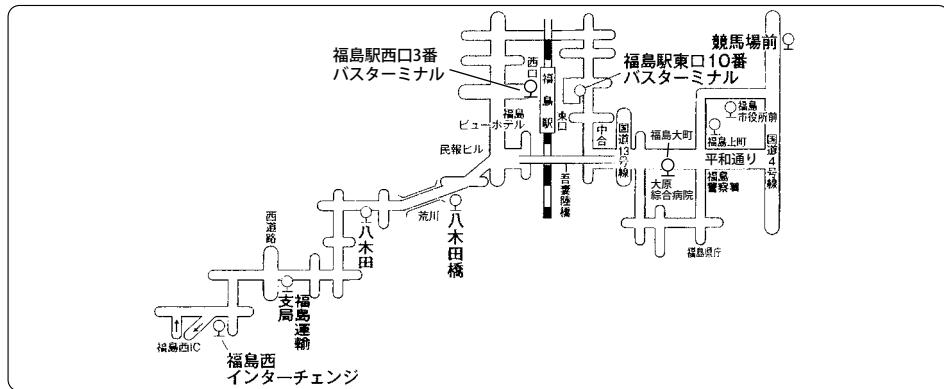 競馬場前
福島駅西口3番
バスターミナル
西口
福島駅
福島駅東口10番
バスターミナル
東口
福島
ビューホテル
民報ビル
中合
国道13号線
福島大町
福島
市役所前
福島上町
平和通り
国道4号線
大原
綜合病院
福島
警察署
吾妻陸橋
福島県庁
荒川
八木田橋
八木田
西道路
福島運輸
支局
福島西IC
福島西
インターチェンジ